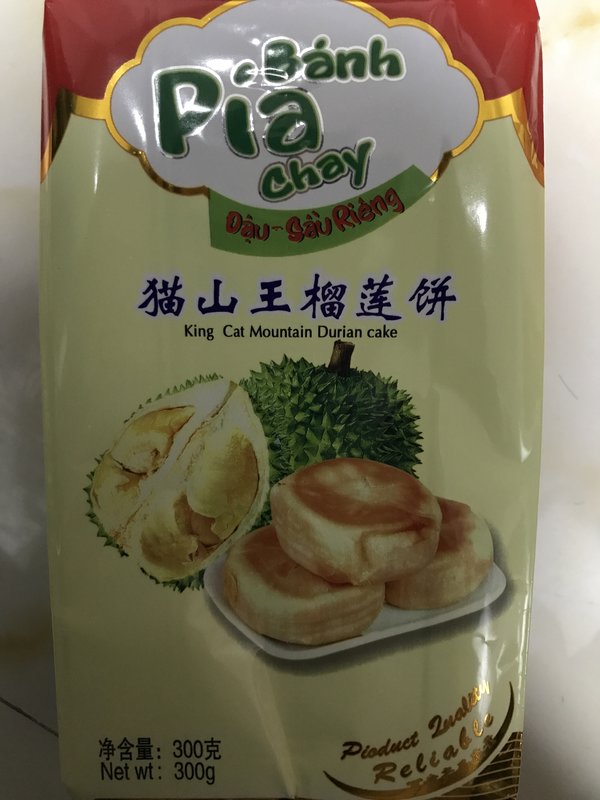 Bánh
Pía
chay
Đậu - Sầu Riêng
猫山王榴莲饼
King Cat Mountain Durian cake
净含量: 300克
Net wt: 300g
Pioduct Quality
Reliable